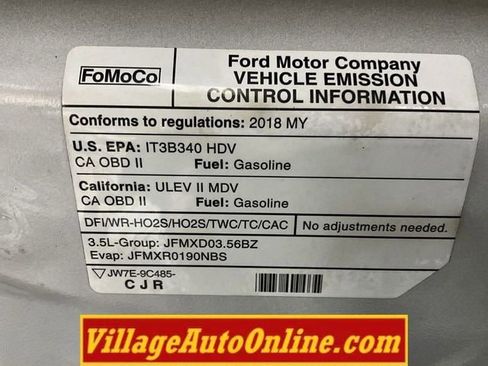 FoMoCo
Ford Motor Company
VEHICLE EMISSION
CONTROL INFORMATION
Conforms to regulations: 2018 MY
U.S. EPA: IT3B340 HDV
CA OBD II Fuel: Gasoline
California: ULEV II MDV
CA OBD II Fuel: Gasoline
DFI/WR-HO2S/HO2S/TWC/TC/CAC No adjustments needed.
3.5L-Group: JFMXD03.56BZ
Evap: JFMXR0190NBS
JW7E-9C485-
CJR
VillageAutoOnline.com